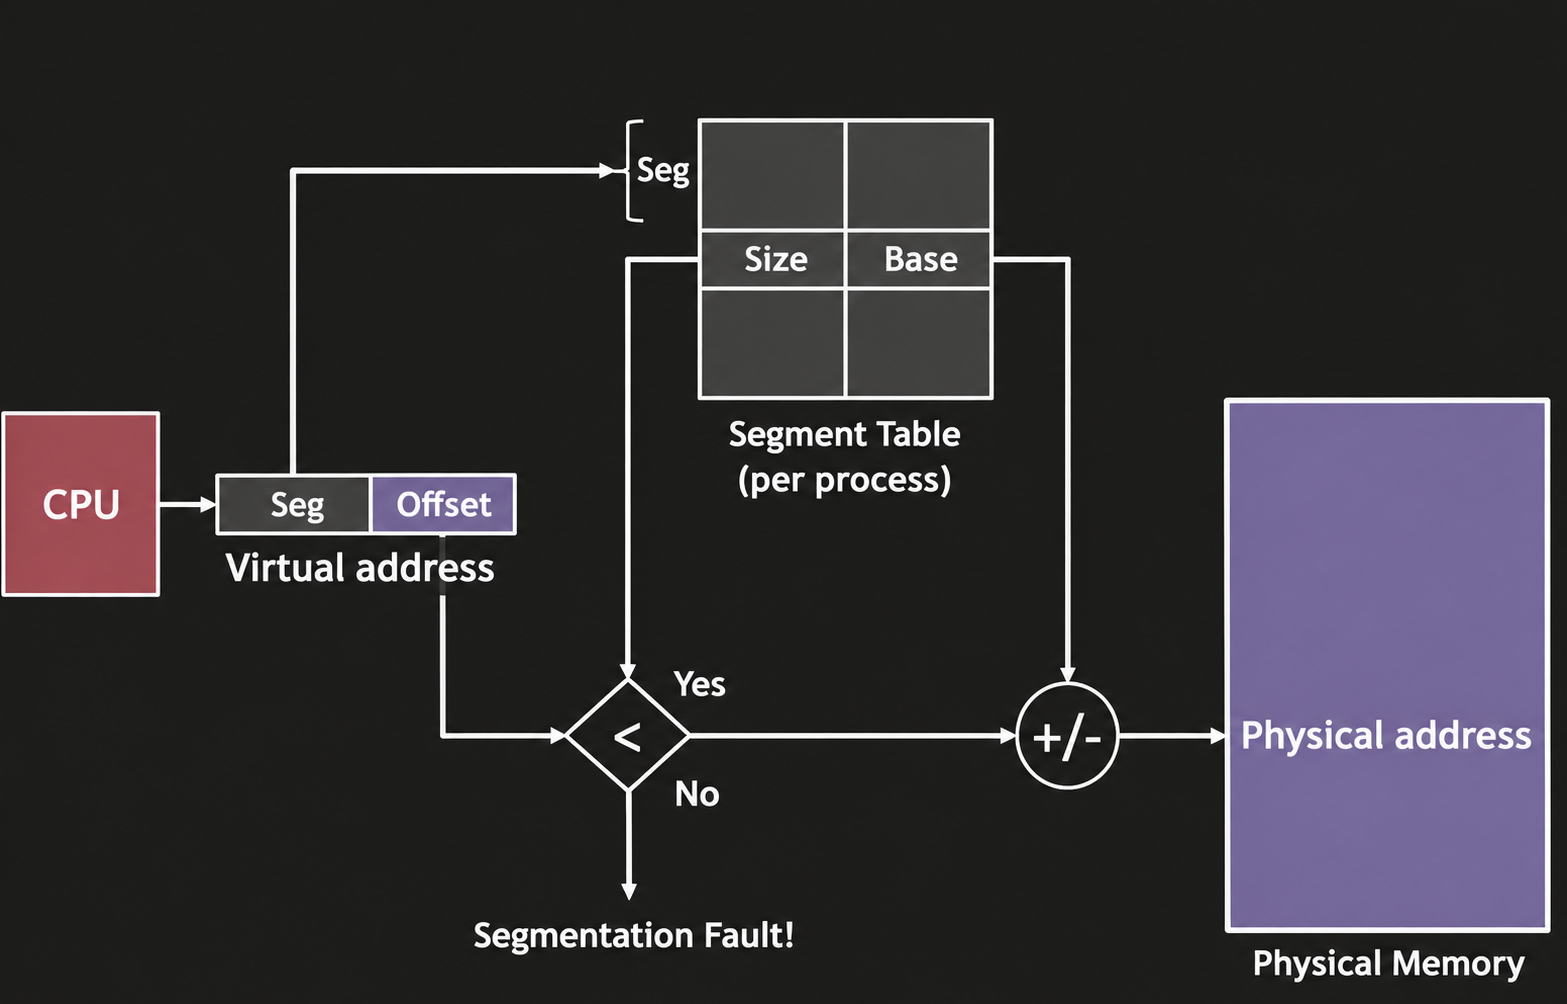 Seg
Size
Base
Segment Table
(per process)
CPU
Seg
Offset
Virtual address
Yes
<
No
+/-
Physical address
Segmentation Fault!
Physical Memory